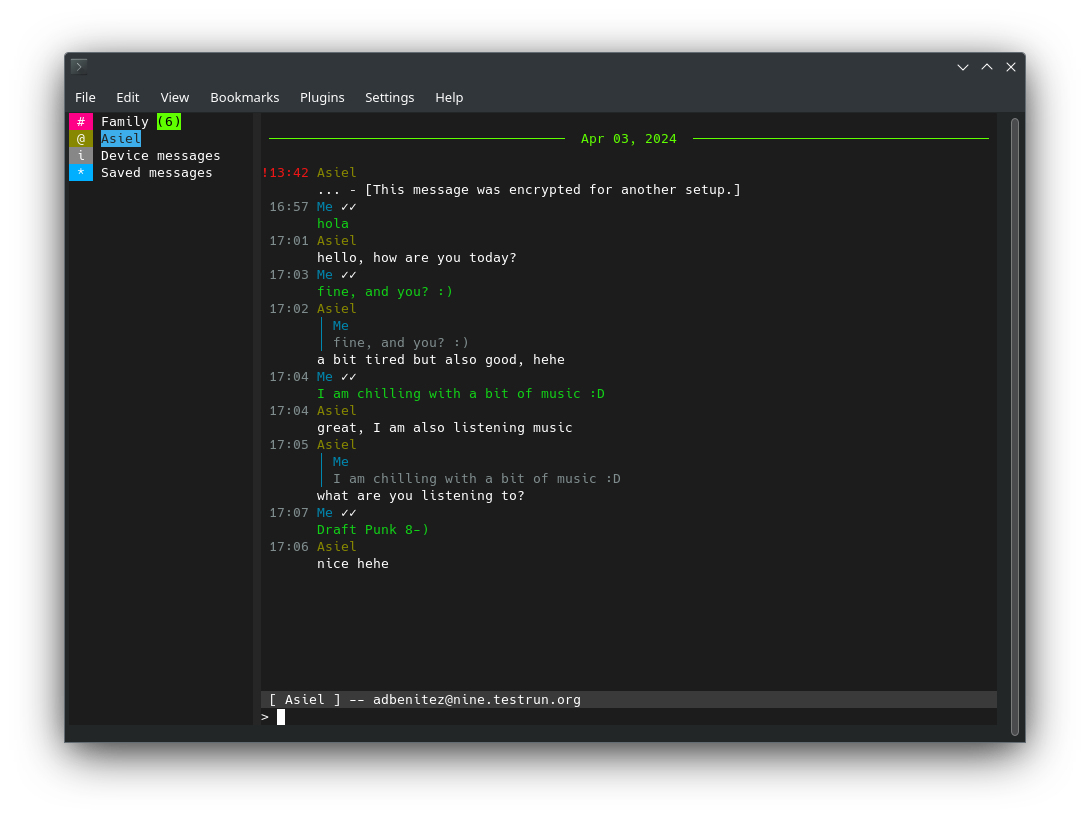 File Edit View Bookmarks Plugins Settings Help
# Family (6)
@ Asiel
i Device messages
* Saved messages
Apr 03, 2024
!13:42 Asiel
... - [This message was encrypted for another setup.]
16:57 Me ✓✓
hola
17:01 Asiel
hello, how are you today?
17:03 Me ✓✓
fine, and you? :)
17:02 Asiel
Me
fine, and you? :)
a bit tired but also good, hehe
17:04 Me ✓✓
I am chilling with a bit of music :D
17:04 Asiel
great, I am also listening music
17:05 Asiel
Me
I am chilling with a bit of music :D
what are you listening to?
17:07 Me ✓✓
Draft Punk 8-)
17:06 Asiel
nice hehe
[ Asiel ] -- adbenitez@nine.testrun.org
>